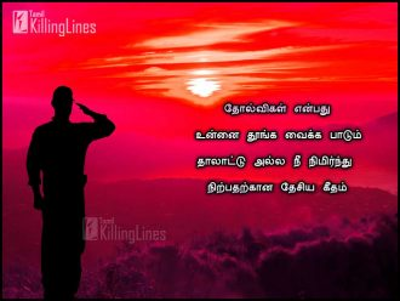 Tamil
KillingLines
தோல்விகள் என்பது
உன்னை தூங்க வைக்க பாடும்
தாலாட்டு அல்ல நீ நிமிர்ந்து
நிற்பதற்கான தேசிய கீதம்
Tamil
KillingLines